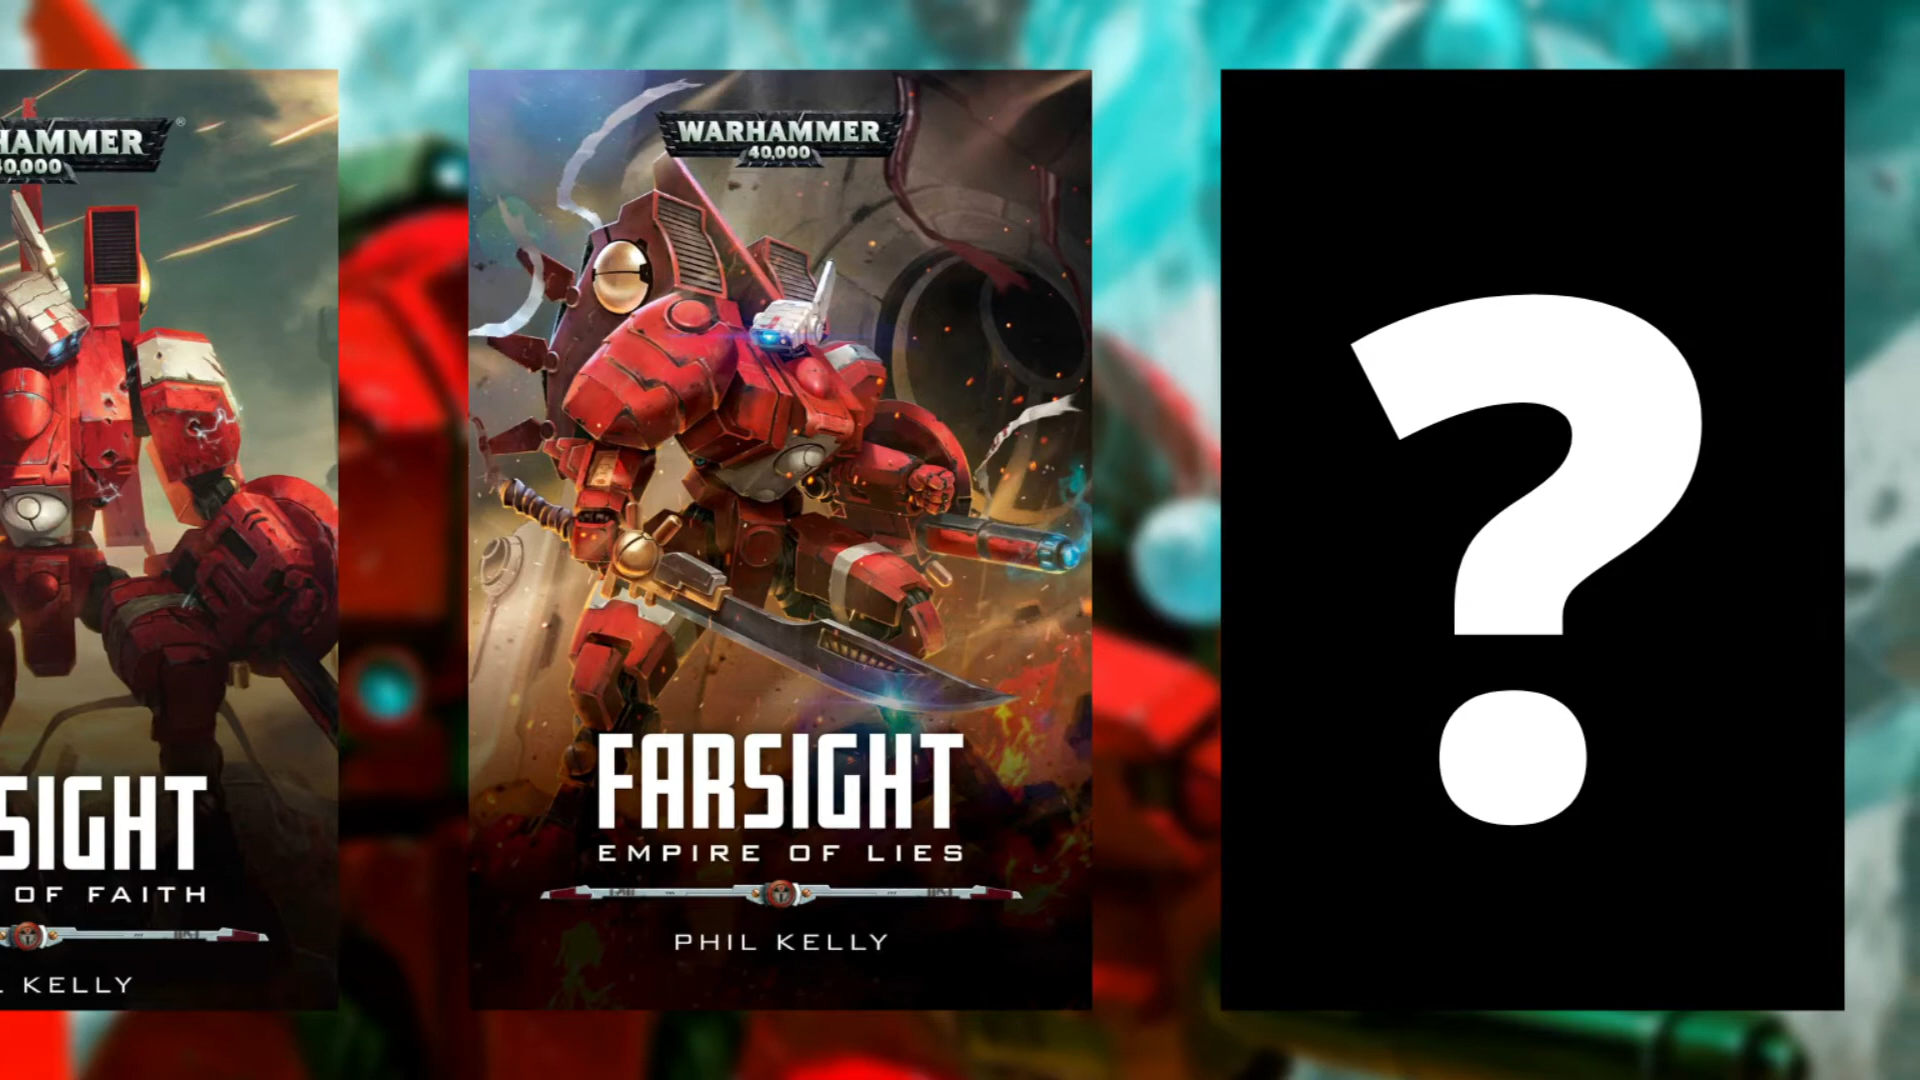 HAMMER
40,000
SIGHT
OF FAITH
KELLY
WARHAMMER
40,000
FARSIGHT
EMPIRE OF LIES
PHIL KELLY
?